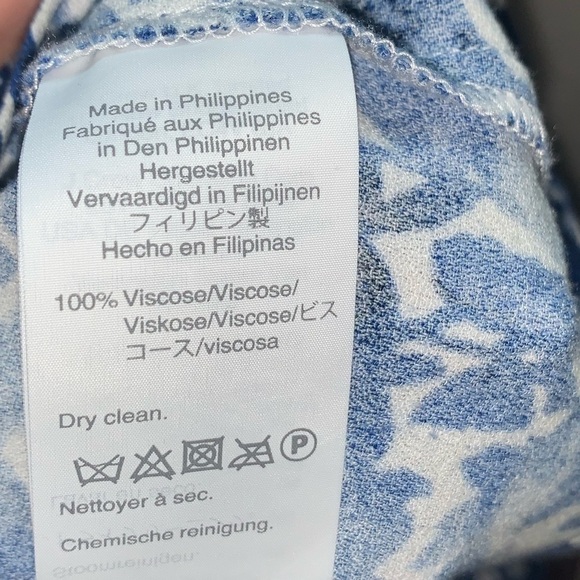 Made in Philippines
Fabriqué aux Philippines
in Den Philippinen
Hergestellt
Vervaardigd in Filipijnen
フィリピン製
Hecho en Filipinas
100% Viscose/Viscose/
Viskose/Viscose/ビス
コース/viscosa
Dry clean.
P
Nettoyer à sec.
Chemische reinigung.
Stoomreinigen.